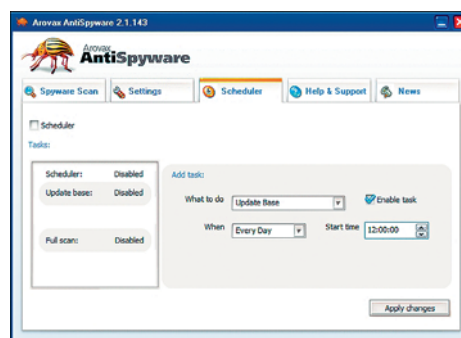 Arovax AntiSpyware 2.1.143
Arovax
AntiSpyware
Spyware Scan
Settings
Scheduler
Help & Support
News
Scheduler
Tasks:
Scheduler: Disabled
Update base: Disabled
Full scan: Disabled
Add task:
What to do Update Base Enable task
When Every Day Start time 12:00:00
Apply changes